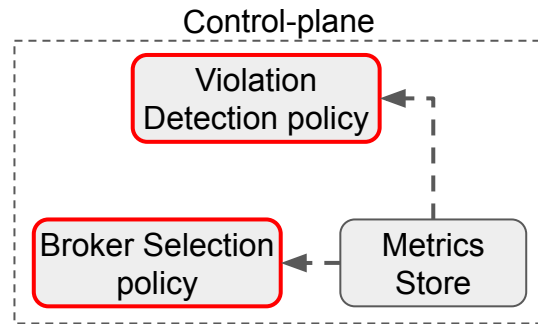 Control-plane
Violation
Detection policy
Broker Selection
policy
Metrics
Store